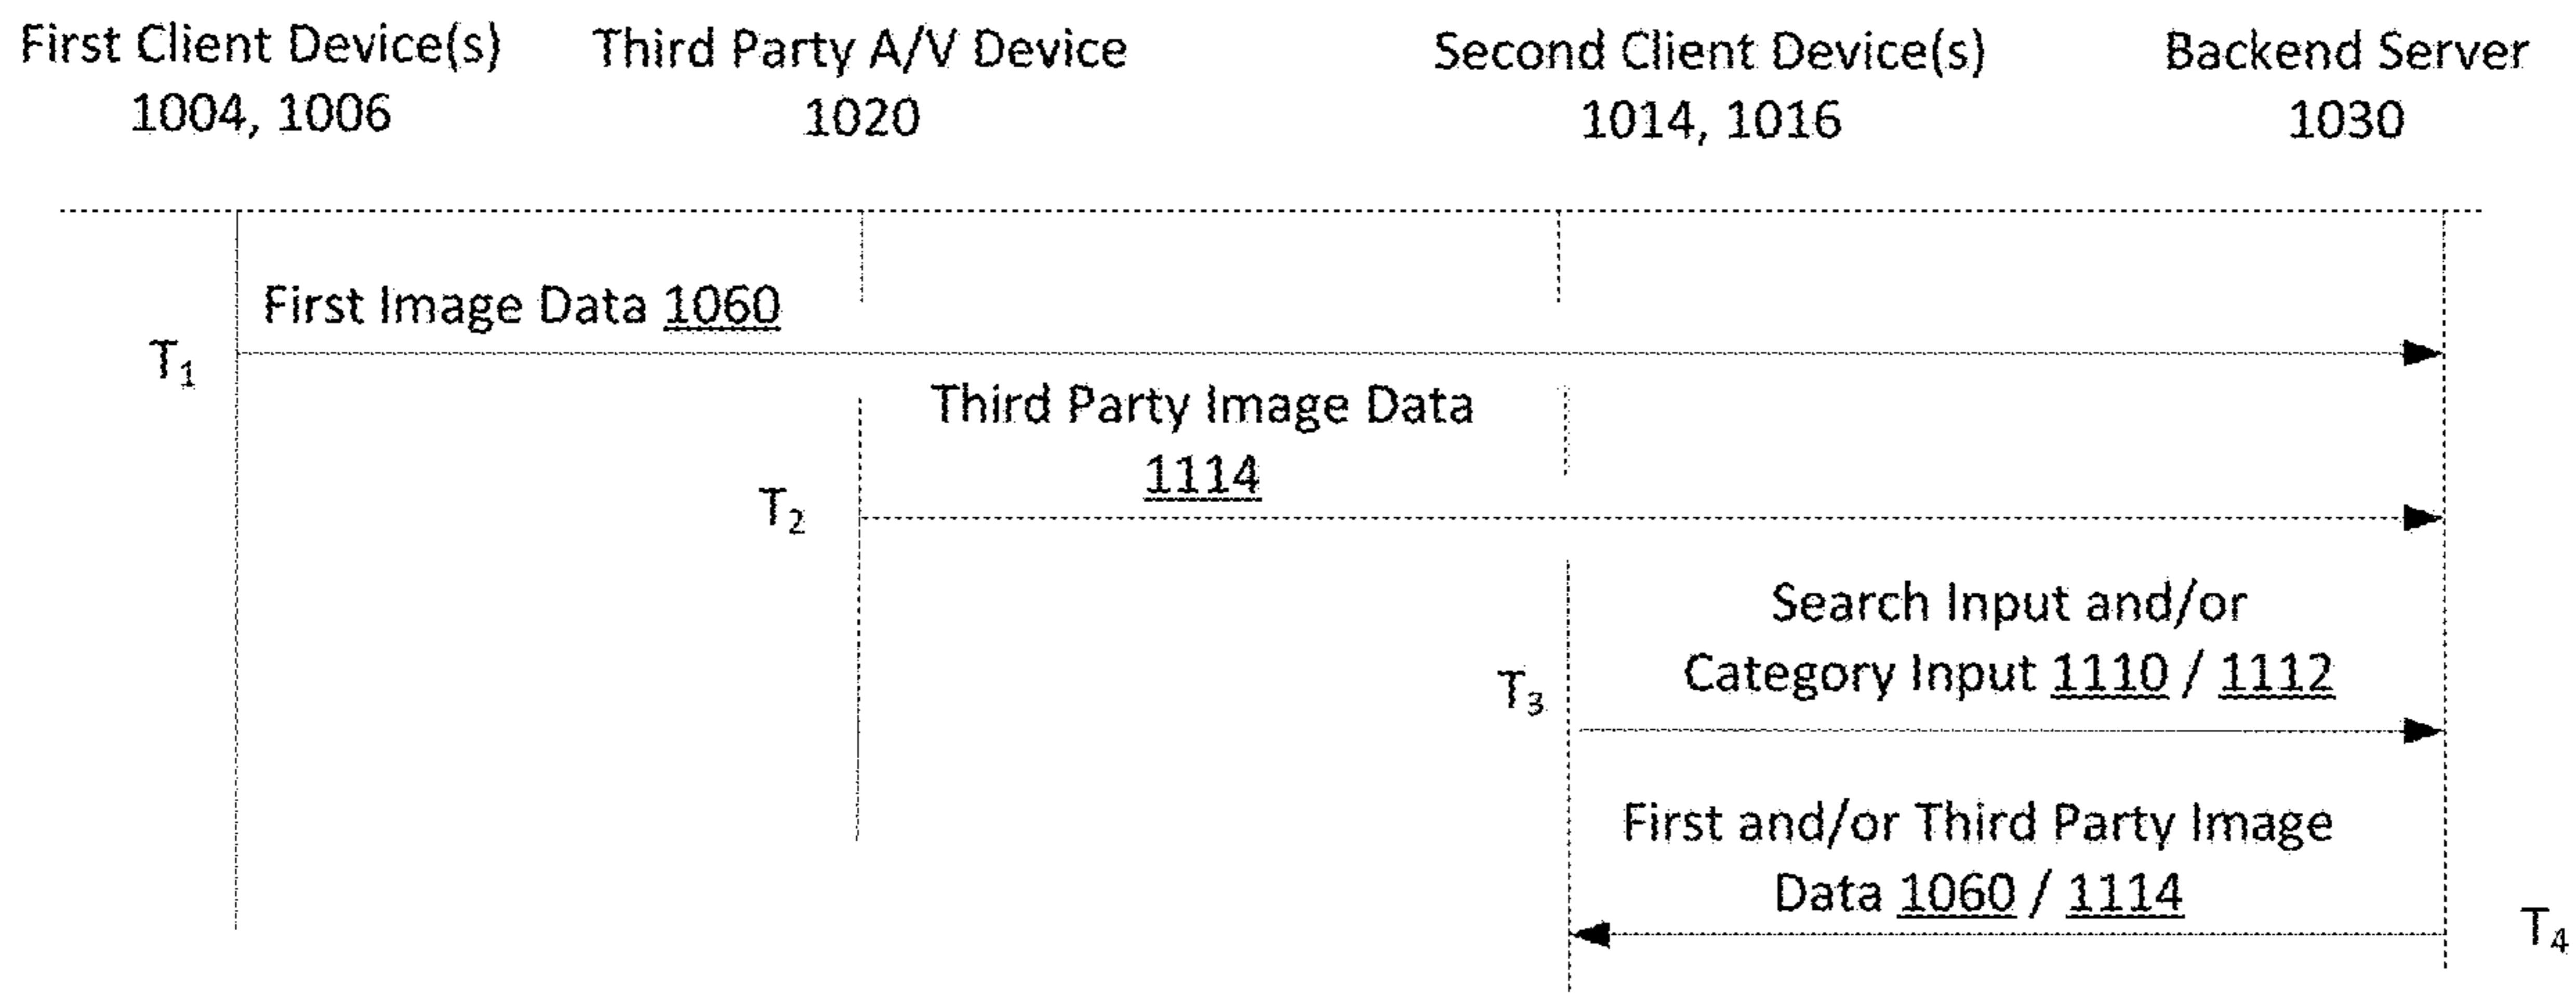 First Client Device(s)
1004, 1006
Third Party A/V Device
1020
Second Client Device(s)
1014, 1016
Backend Server
1030
First Image Data 1060
T1
Third Party Image Data
1114
T2
Search Input and/or
Category Input 1110 / 1112
T3
First and/or Third Party Image
Data 1060 / 1114
T4